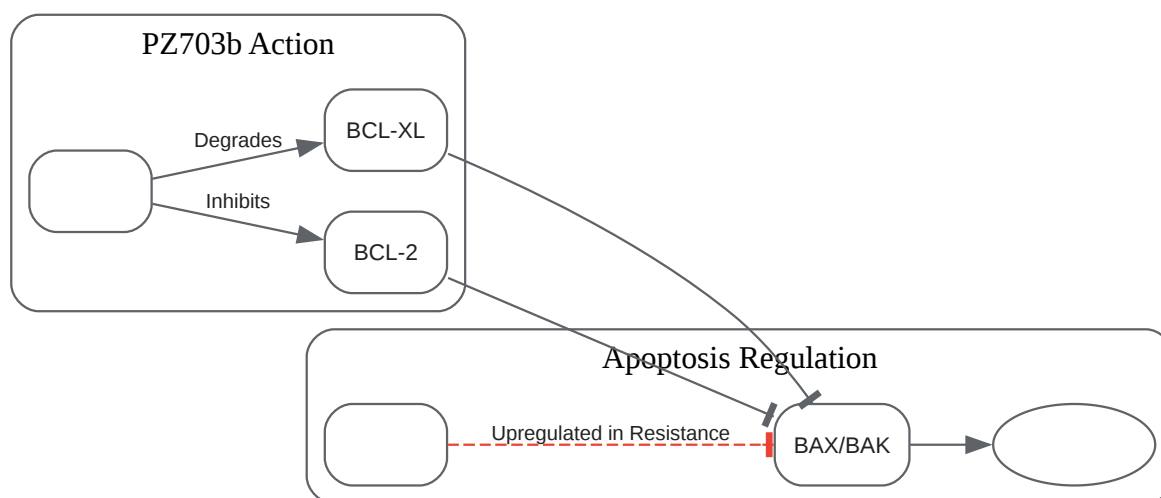 PZ703b Action
Degrades
BCL-XL
Inhibits
BCL-2
Apoptosis Regulation
Upregulated in Resistance
BAX/BAK